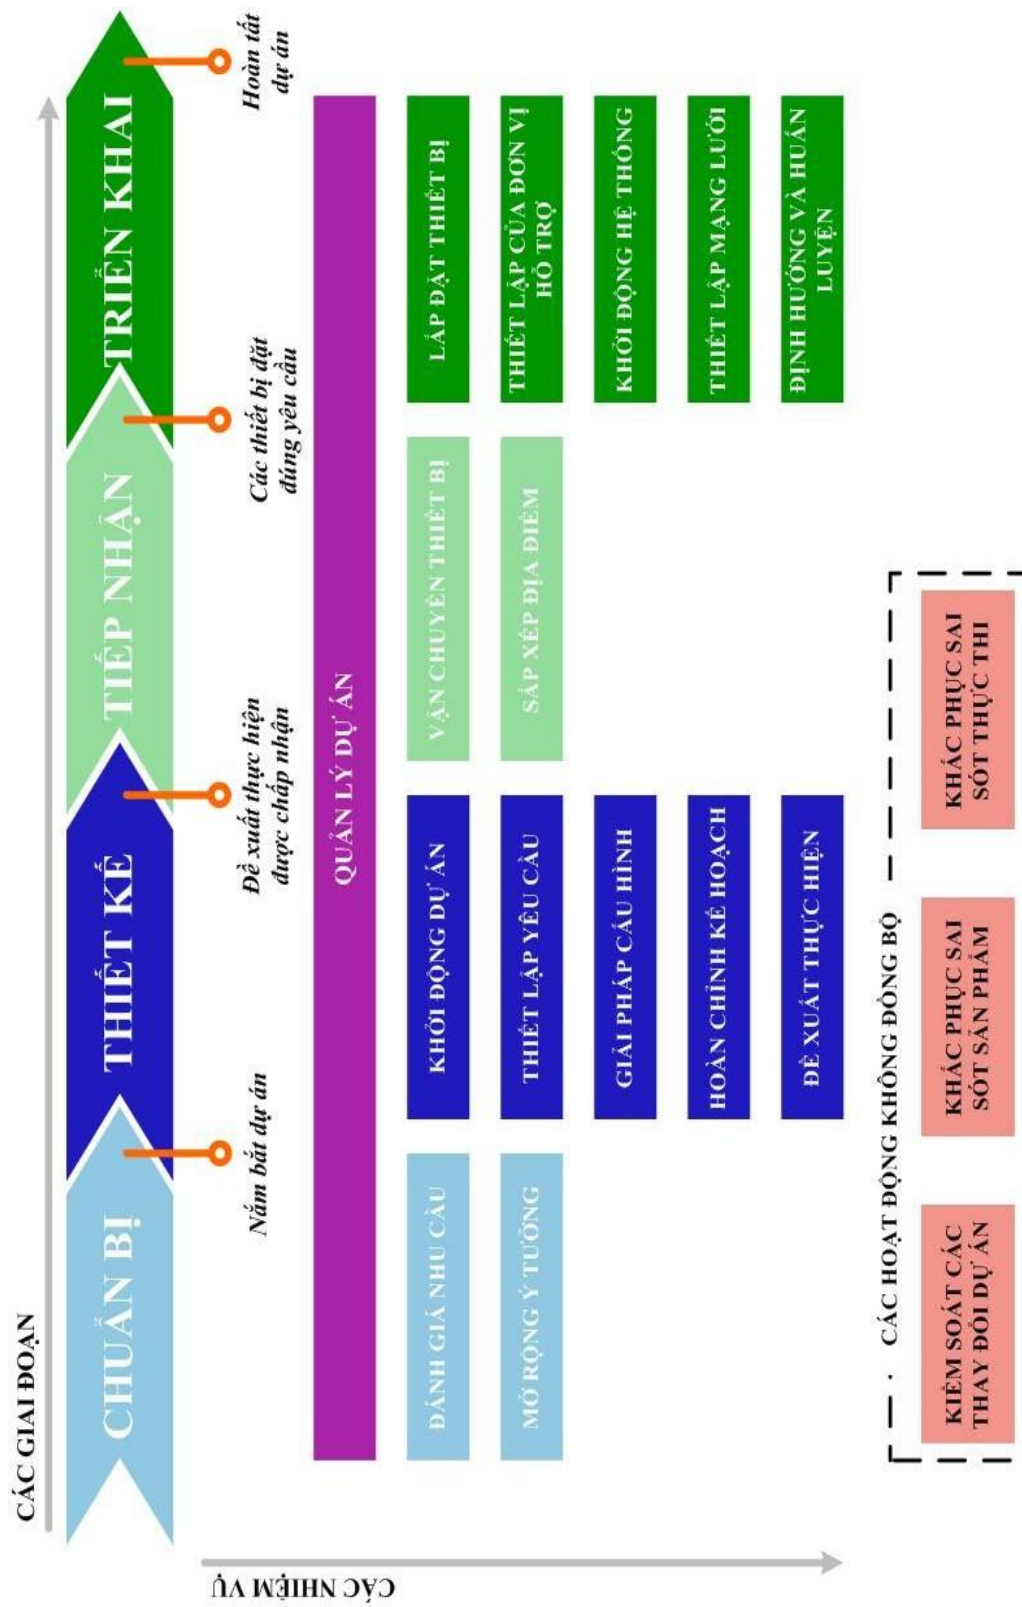 CÁC GIAI ĐOẠN
CHUẨN BỊ
THIẾT KẾ
TIẾP NHẬN
TRIỂN KHAI
Nắm bắt dự án
Đề xuất thực hiện
được chấp nhận
Các thiết bị đặt
đúng yêu cầu
Hoàn tất
dự án
CÁC NHIỆM VỤ
QUẢN LÝ DỰ ÁN
ĐÁNH GIÁ NHU CẦU
MỞ RỘNG Ý TƯỞNG
KHỞI ĐỘNG DỰ ÁN
THIẾT LẬP YÊU CẦU
GIẢI PHÁP CẤU HÌNH
HOÀN CHỈNH KẾ HOẠCH
ĐỀ XUẤT THỰC HIỆN
VẬN CHUYỂN THIẾT BỊ
SẮP XẾP ĐỊA ĐIỂM
LẮP ĐẶT THIẾT BỊ
THIẾT LẬP CỦA ĐƠN VỊ
HỖ TRỢ
KHỞI ĐỘNG HỆ THỐNG
THIẾT LẬP MẠNG LƯỚI
ĐỊNH HƯỚNG VÀ HUẤN
LUYỆN
CÁC HOẠT ĐỘNG KHÔNG ĐỒNG BỘ
KIỂM SOÁT CÁC
THAY ĐỔI DỰ ÁN
KHẮC PHỤC SAI
SÓT SẢN PHẨM
KHẮC PHỤC SAI
SÓT THỰC THI